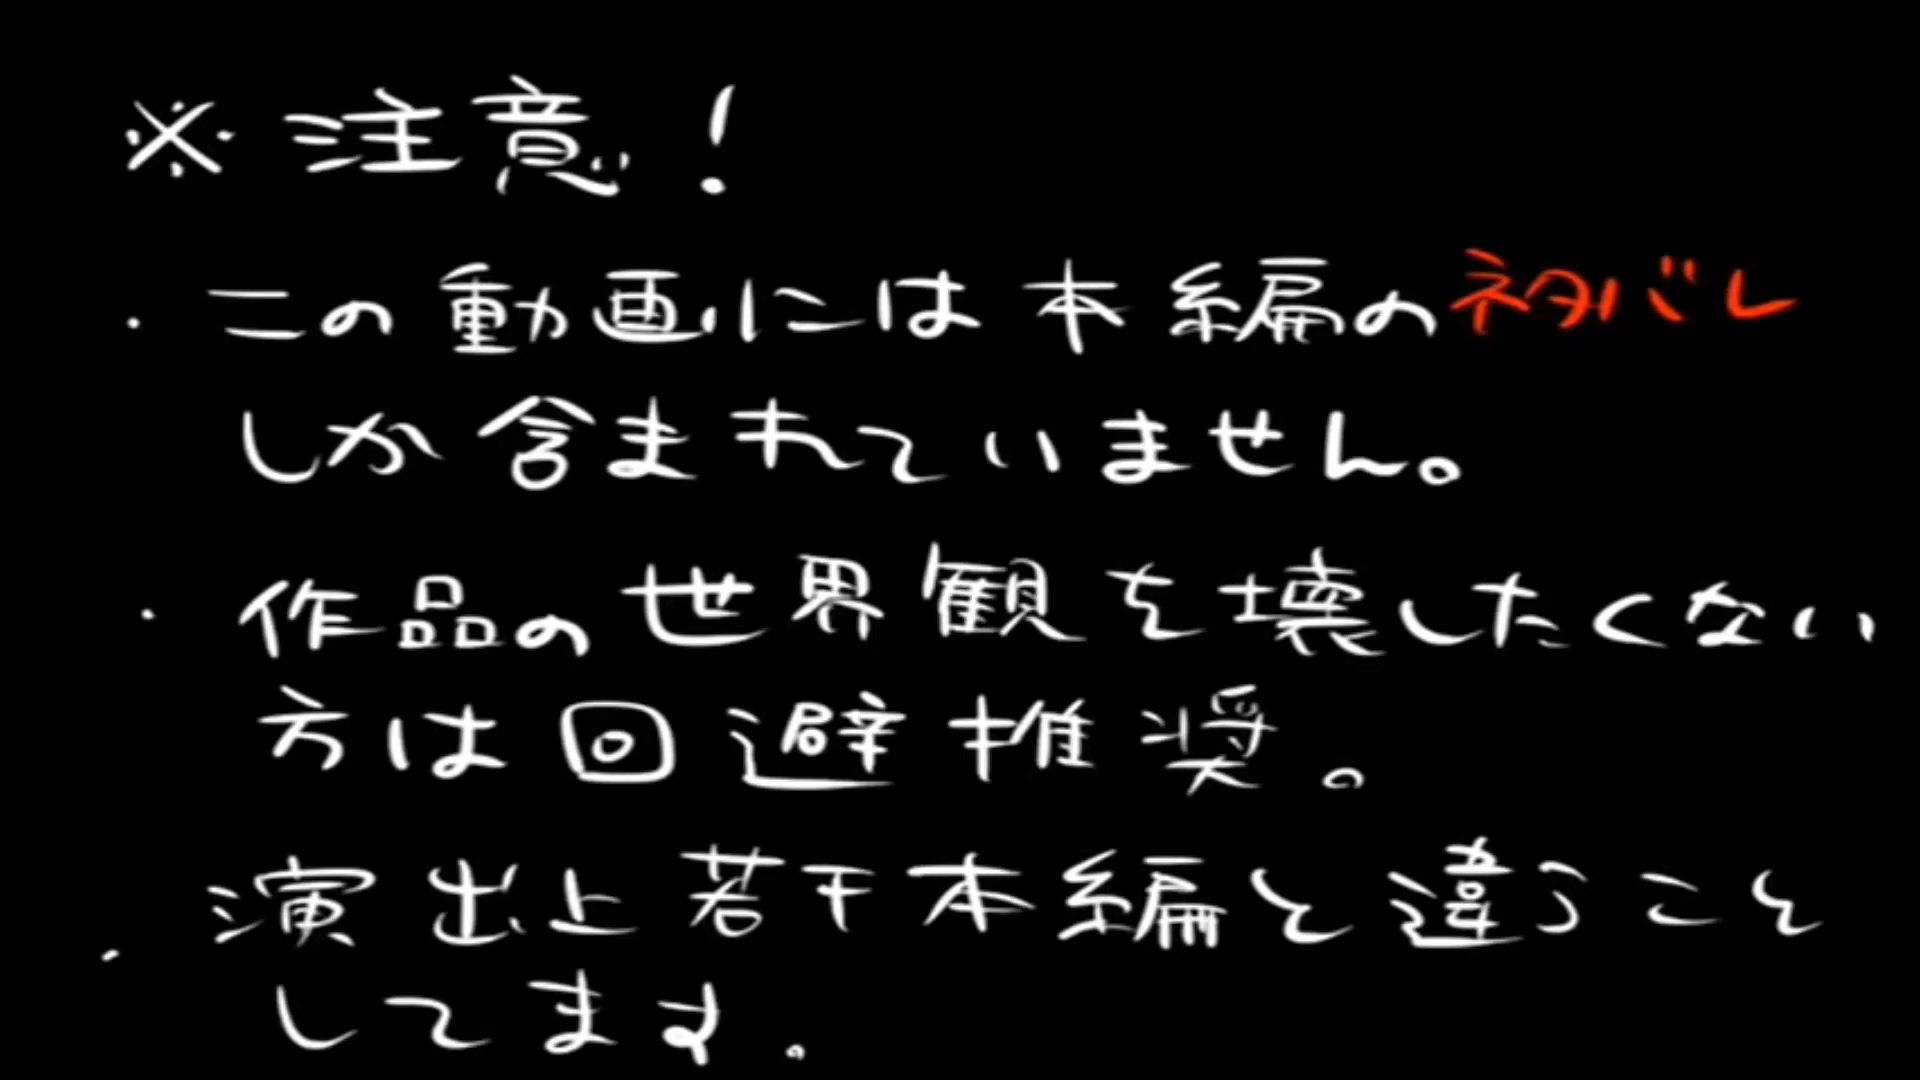 ※注意!
・この動画には本編のネタバレ
しか含まれていません。
・作品の世界観を壊したくない
方は回避推奨。
・演出上若干本編と違うこと
してます。